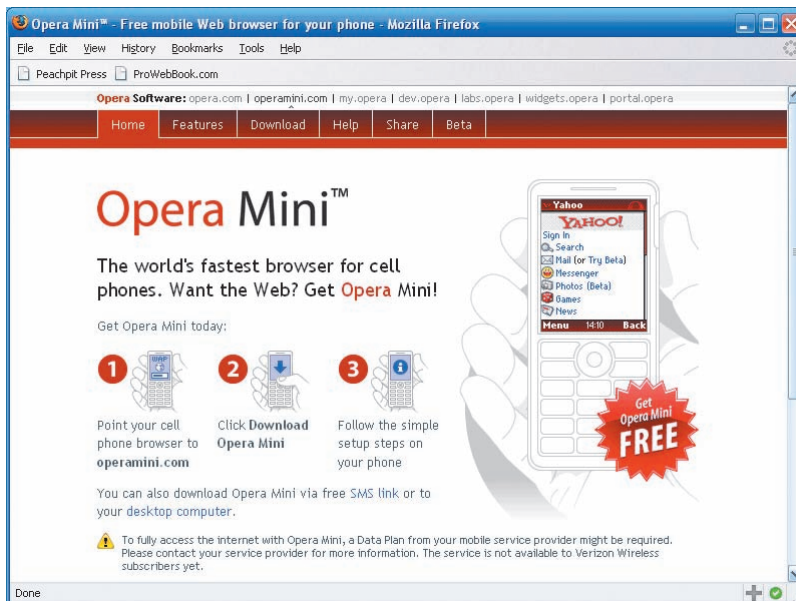 Opera Mini™ - Free mobile Web browser for your phone - Mozilla Firefox
File Edit View History Bookmarks Tools Help
Peachpit Press ProWebBook.com
Opera Software: opera.com | operamini.com | my.opera | dev.opera | labs.opera | widgets.opera | portal.opera
Home Features Download Help Share Beta
Opera Mini™
The world's fastest browser for cell
phones. Want the Web? Get Opera Mini!
Get Opera Mini today:
1
WAP
Point your cell
phone browser to
operamini.com
2
Click Download
Opera Mini
3
i
Follow the simple
setup steps on
your phone
You can also download Opera Mini via free SMS link or to
your desktop computer.
To fully access the internet with Opera Mini, a Data Plan from your mobile service provider might be required.
Please contact your service provider for more information. The service is not available to Verizon Wireless
subscribers yet.
Yahoo
YAHOO!
Sign In
Search
Mail (or Try Beta)
Messenger
Photos (Beta)
Games
News
Menu 14:10 Back
Get
Opera Mini
FREE
Done